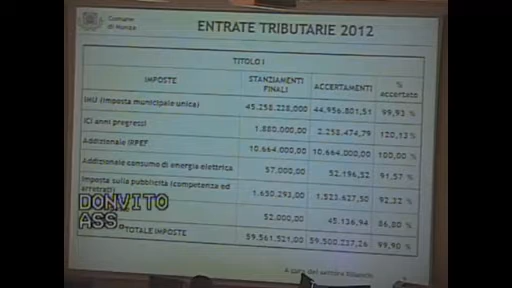 Comune
di Monza
ENTRATE TRIBUTARIE 2012
TITOLO I
IMPOSTE STANZIAMENTI FINALI ACCERTAMENTI % accertato
IMU (imposta municipale unica) 45.258.228,000 44.956.801,51 99,93 %
ICI anni pregressi 1.880.000,00 2.258.474,79 120,13 %
Addizionale IRPEF 10.664.000,00 10.664.000,00 100,00 %
Addizionale consumo di energia elettrica 57.000,00 52.196,32 91,57 %
Imposta sulla pubblicità (competenza ed arretrati) 1.650.293,00 1.523.627,50 92,32 %
52.000,00 45.136,94 86,80 %
TOTALE IMPOSTE 59.561.521,00 59.500.237,26 99,90 %
DONVITO
ASS.
A cura del settore Bilancio